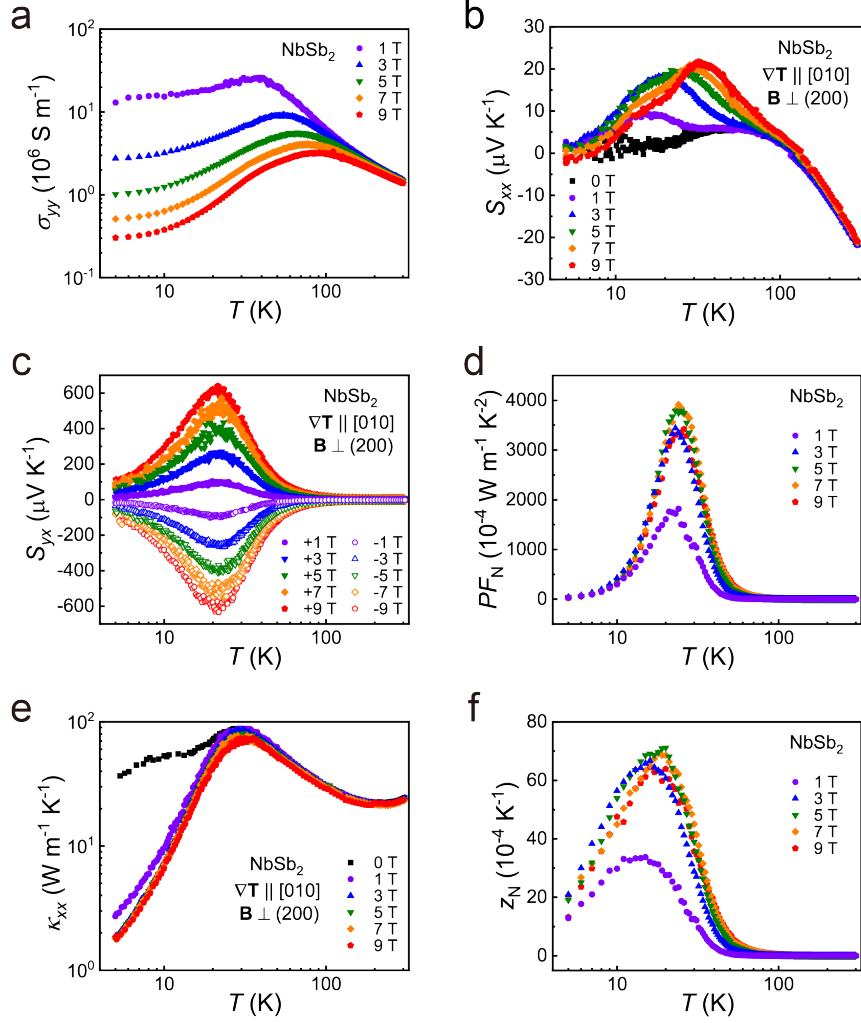 a
NbSb2
1 T
3 T
5 T
7 T
9 T
10^2
10^1
10^0
10^-1
σyy (10^6 S m^-1)
10
100
T (K)
b
NbSb2
∇T || [010]
B ⊥ (200)
30
20
10
0
-10
-20
-30
Sxx (μV K^-1)
0 T
1 T
3 T
5 T
7 T
9 T
10
100
T (K)
c
NbSb2
∇T || [010]
B ⊥ (200)
600
400
200
0
-200
-400
-600
Syx (μV K^-1)
+1 T -1 T
+3 T -3 T
+5 T -5 T
+7 T -7 T
+9 T -9 T
10
100
T (K)
d
NbSb2
1 T
3 T
5 T
7 T
9 T
4000
3000
2000
1000
0
PFN (10^-4 W m^-1 K^-2)
10
100
T (K)
e
10^2
10^1
10^0
κxx (W m^-1 K^-1)
NbSb2
∇T || [010]
B ⊥ (200)
0 T
1 T
3 T
5 T
7 T
9 T
10
100
T (K)
f
NbSb2
1 T
3 T
5 T
7 T
9 T
80
60
40
20
0
zN (10^-4 K^-1)
10
100
T (K)